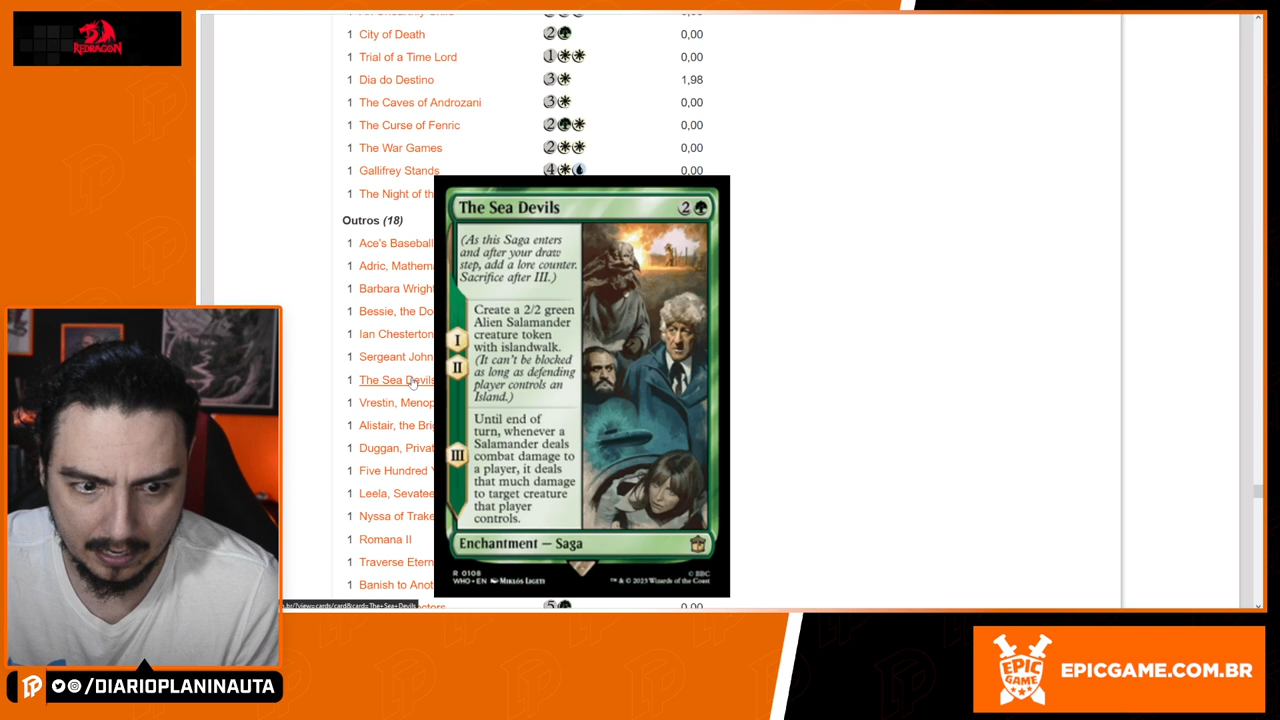 REDRAGON
1 City of Death 2 0,00
1 Trial of a Time Lord 1 0,00
1 Dia do Destino 3 1,98
1 The Caves of Androzani 3 0,00
1 The Curse of Fenric 2 0,00
1 The War Games 2 0,00
1 Gallifrey Stands 4 0,00
1 The Night of th
Outros (18)
1 Ace's Baseball
1 Adric, Mathem
1 Barbara Wright
1 Bessie, the Do
1 Ian Chesterton
1 Sergeant John
1 The Sea Devils
1 Vrestin, Menop
1 Alistair, the Bri
1 Duggan, Privat
1 Five Hundred Y
1 Leela, Sevatee
1 Nyssa of Trake
1 Romana II
1 Traverse Etern
1 Banish to Anot
5 0,00
The Sea Devils 2
(As this Saga enters
and after your draw
step, add a lore counter.
Sacrifice after III.)
I
II
Create a 2/2 green
Alien Salamander
creature token
with islandwalk.
(It can't be blocked
as long as defending
player controls an
Island.)
III
Until end of
turn, whenever a
Salamander deals
combat damage to
a player, it deals
that much damage
to target creature
that player
controls.
Enchantment — Saga
R 0108
WHO • EN MIKLÓS LIGETI
© BBC
™ & © 2023 Wizards of the Coast
/DIARIOPLANINAUTA
EPIC
GAME
EPICGAME.COM.BR